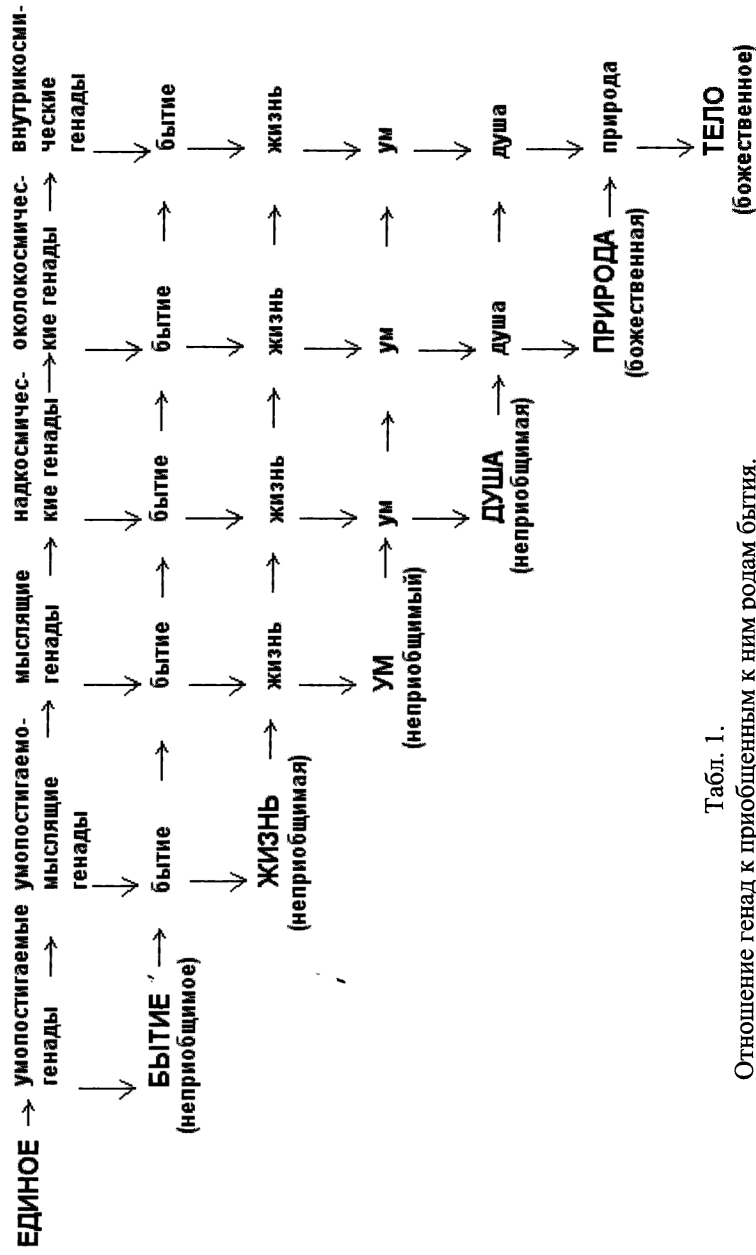 ЕДИНОЕ → умопостигаемые умопостигаемо- мыслящие надкосмичес- околокосмичес- внутрикосми-
генады → мыслящие → генады → кие генады → кие генады → ческие
генады генады
↓ ↓ ↓ ↓ ↓ ↓
БЫТИЕ → бытие → бытие → бытие → бытие → бытие
(неприобщимое)
↓ ↓ ↓ ↓ ↓
ЖИЗНЬ → жизнь → жизнь → жизнь → жизнь
(неприобщимая)
↓ ↓ ↓ ↓
УМ → ум → ум → ум
(неприобщимый)
↓ ↓ ↓
ДУША → душа → душа
(неприобщимая)
↓ ↓
ПРИРОДА → природа
(божественная)
↓
ТЕЛО
(божественное)
Табл. 1.
Отношение генад к приобщенным к ним родам бытия.